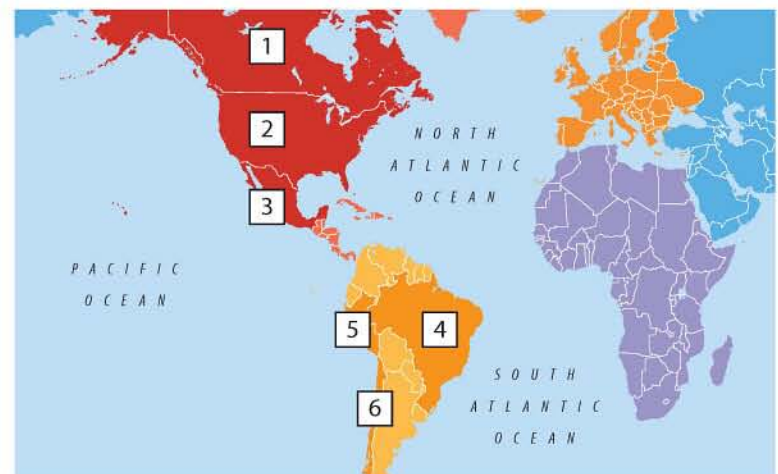 1
2
3
NORTH
ATLANTIC
OCEAN
PACIFIC
OCEAN
5
4
6
SOUTH
ATLANTIC
OCEAN